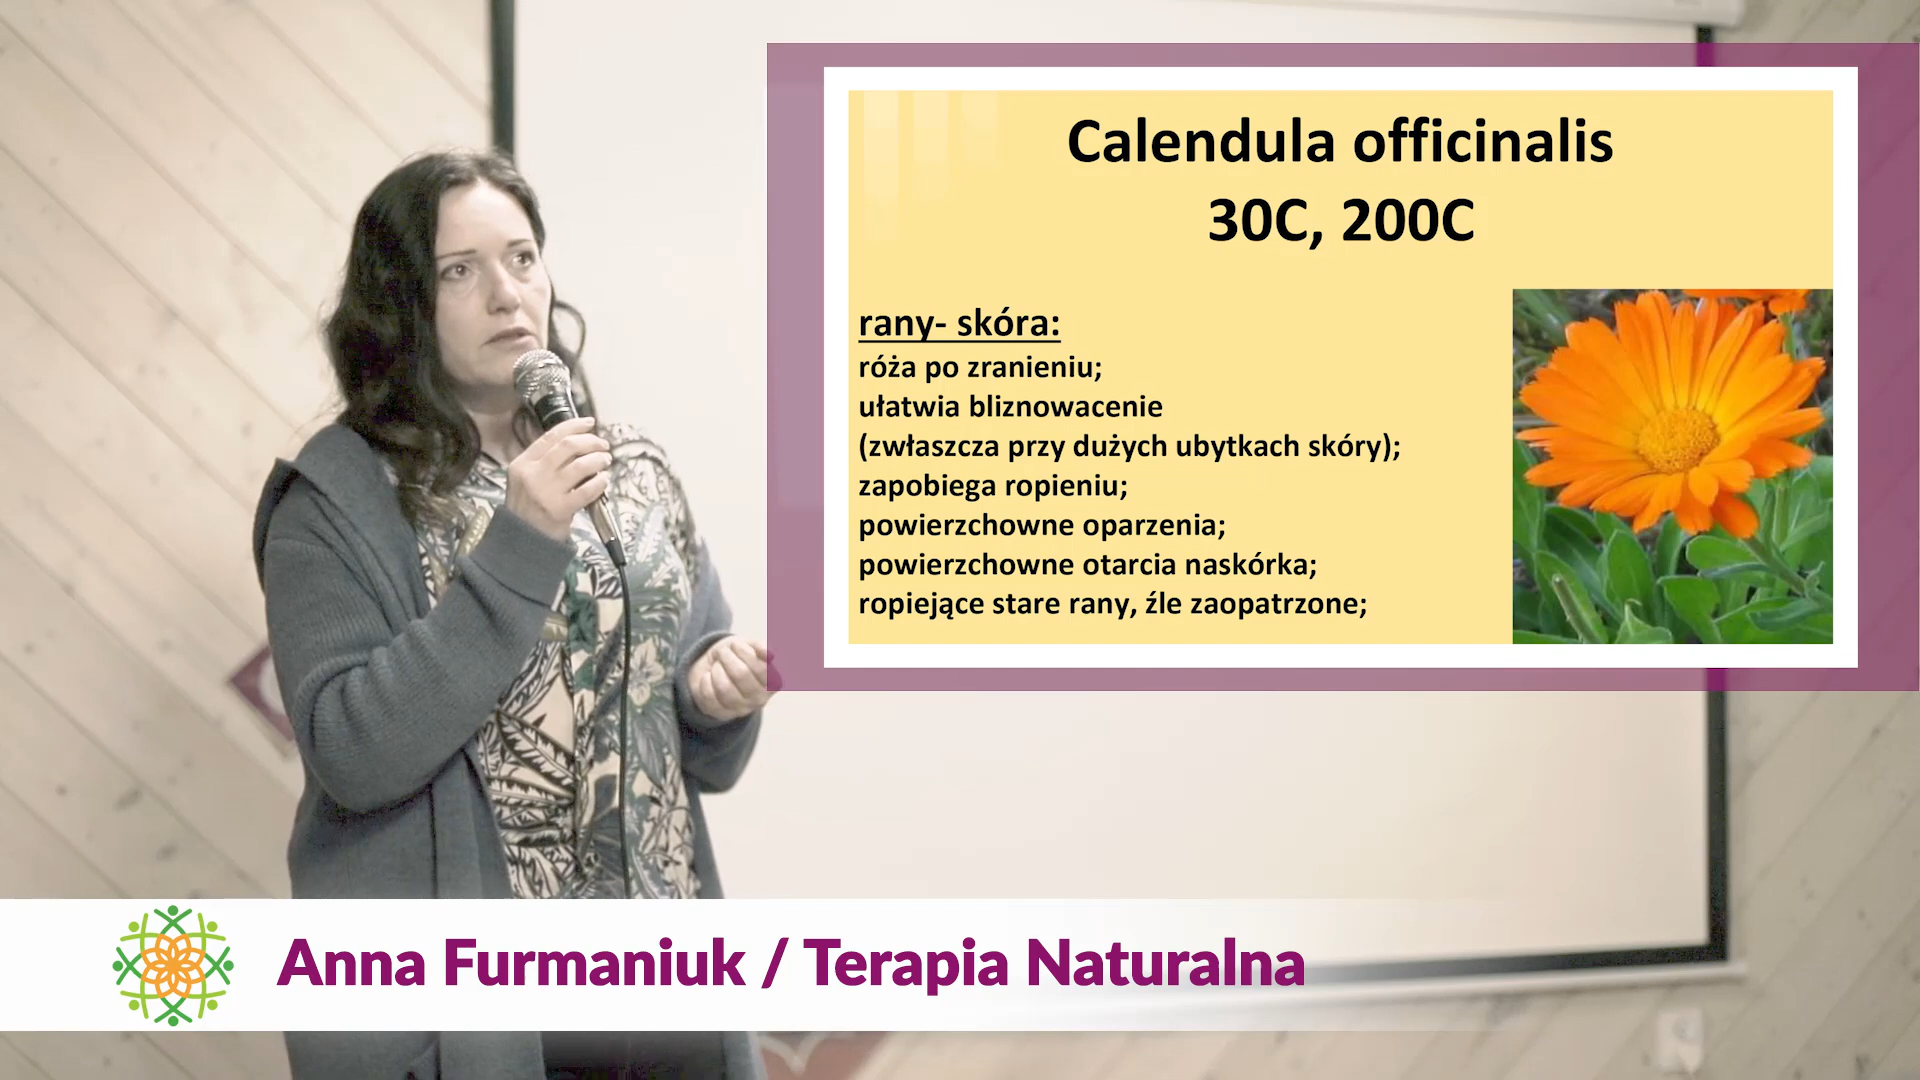 Calendula officinalis
30C, 200C
rany- skóra:
róża po zranieniu;
ułatwia bliznowacenie
(zwłaszcza przy dużych ubytkach skóry);
zapobiega ropieniu;
powierzchowne oparzenia;
powierzchowne otarcia naskórka;
ropiejące stare rany, źle zaopatrzone;
Anna Furmaniuk / Terapia Naturalna